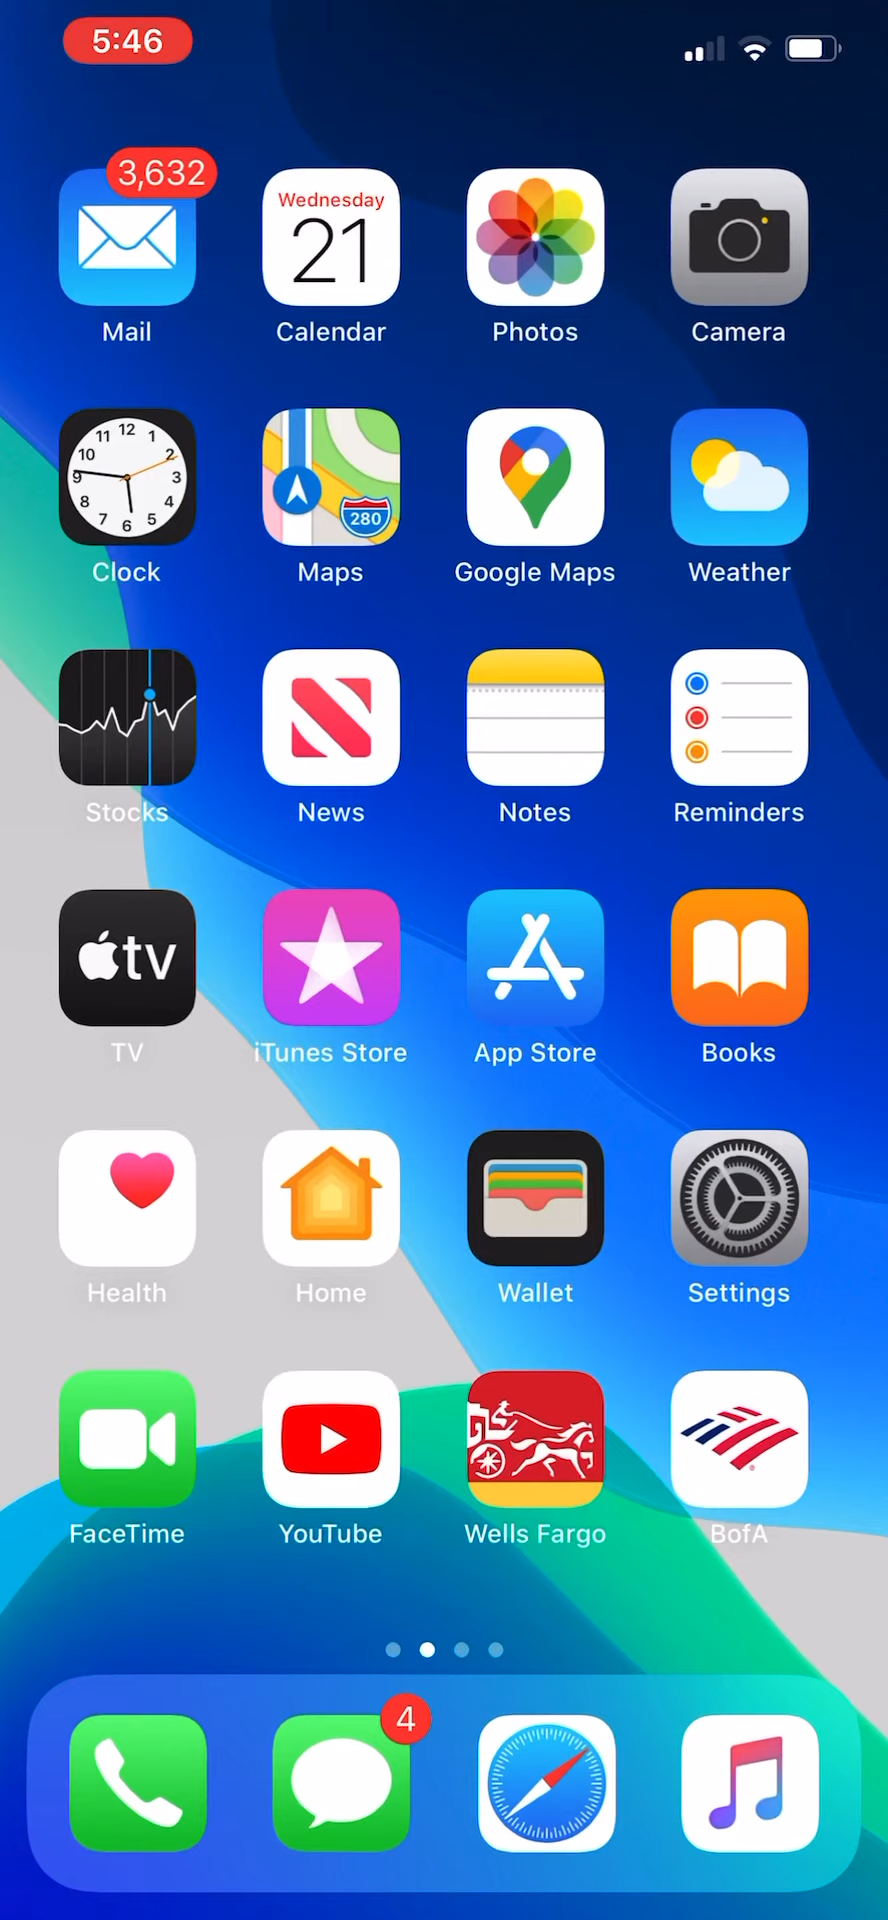 5:46
3,632
Wednesday
21
Mail
Calendar
Photos
Camera
12
11 1
10 2
9 3
8 4
7 5
6
280
Clock
Maps
Google Maps
Weather
Stocks
News
Notes
Reminders
tv
TV
iTunes Store
App Store
Books
Health
Home
Wallet
Settings
FaceTime
YouTube
Wells Fargo
BofA
4